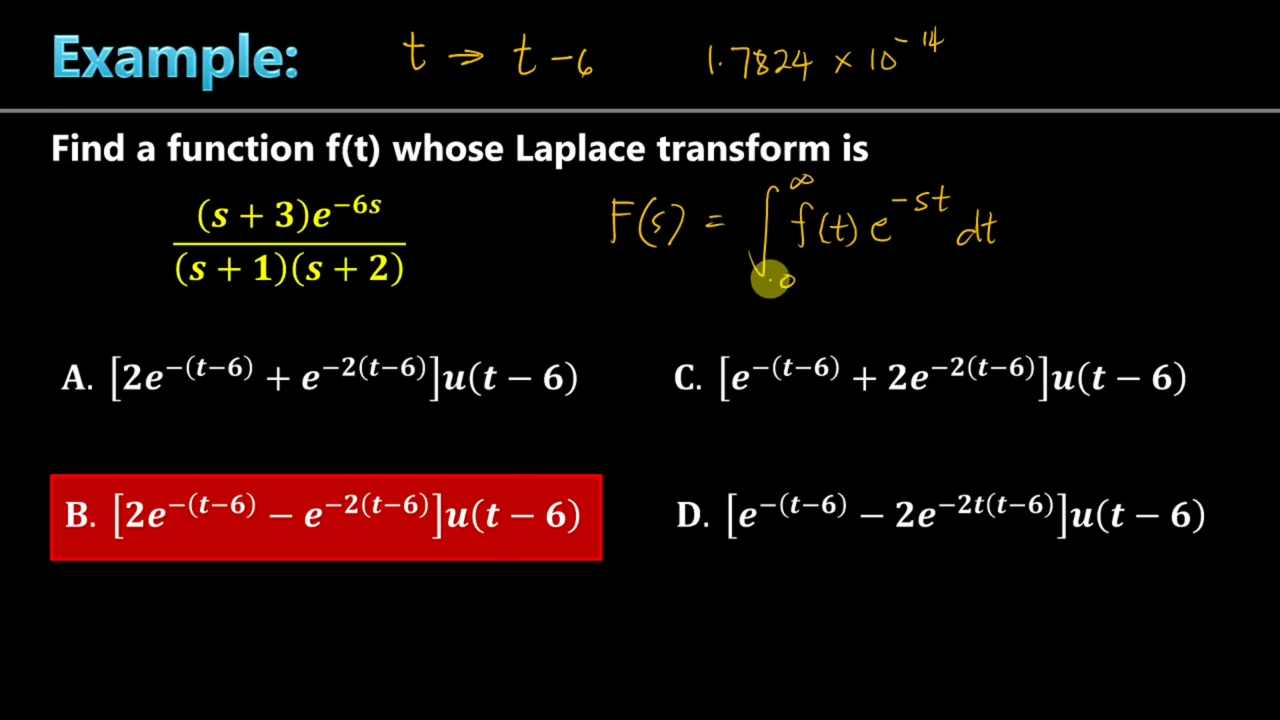 Example: t → t - 6 1.7824 × 10^-14
Find a function f(t) whose Laplace transform is
(s + 3)e^−6s
(s + 1)(s + 2)
F(s) = ∫_0^∞ f(t) e^-st dt
A. [2e^−(t−6) + e^−2(t−6)]u(t − 6)
C. [e^−(t−6) + 2e^−2(t−6)]u(t − 6)
B. [2e^−(t−6) − e^−2(t−6)]u(t − 6)
D. [e^−(t−6) − 2e^−2t(t−6)]u(t − 6)